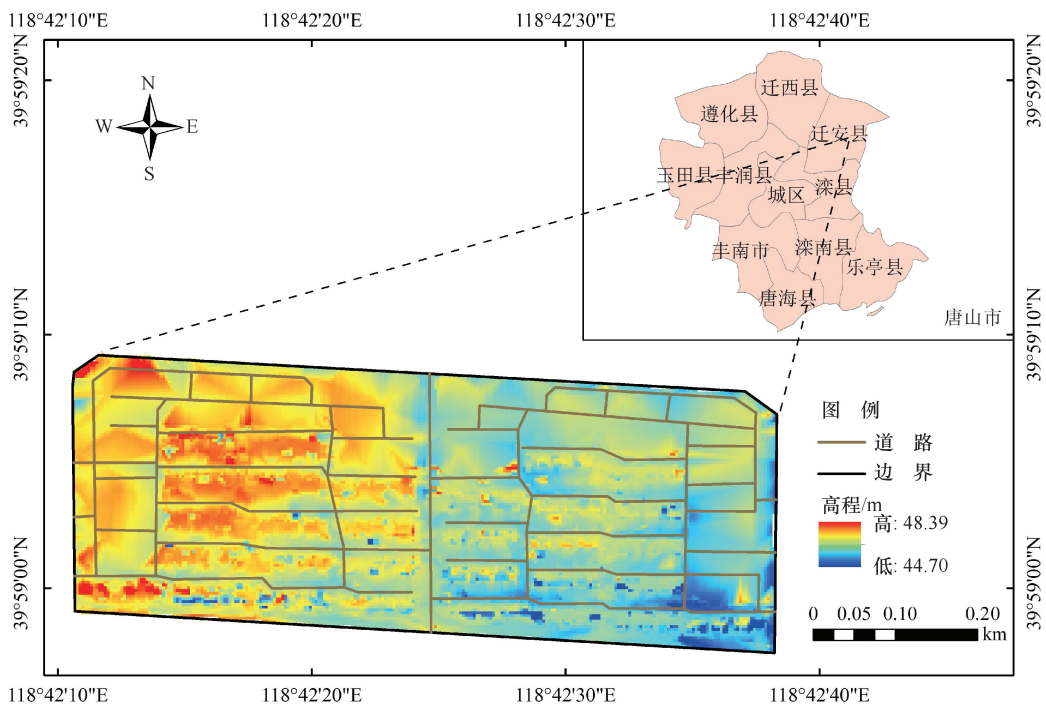 118°42'10"E 118°42'20"E 118°42'30"E 118°42'40"E
39°59'20"N
39°59'10"N
39°59'00"N
N
W E
S
迁西县
遵化县
迁安县
玉田县 丰润县
城区 滦县
丰南市 滦南县
乐亭县
唐海县
唐山市
39°59'20"N
39°59'10"N
39°59'00"N
图 例
道 路
边 界
高程/m
高: 48.39
低: 44.70
0 0.05 0.10 0.20
km
118°42'10"E 118°42'20"E 118°42'30"E 118°42'40"E